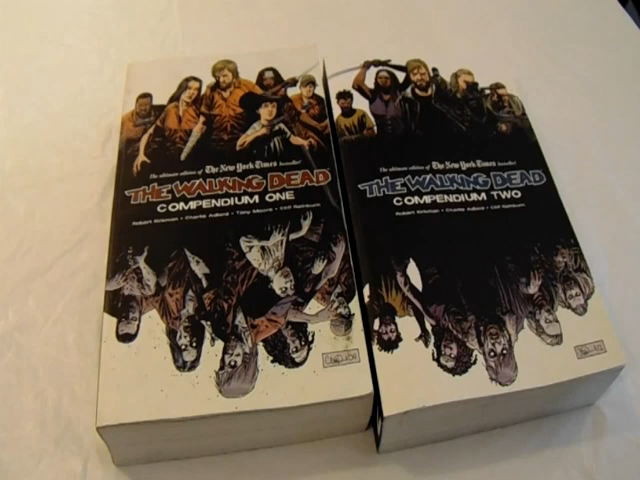 The ultimate edition of The New York Times bestseller!
THE WALKING DEAD
COMPENDIUM ONE
Robert Kirkman • Charlie Adlard • Tony Moore • Cliff Rathburn
The ultimate edition of The New York Times bestseller!
THE WALKING DEAD
COMPENDIUM TWO
Robert Kirkman • Charlie Adlard • Cliff Rathburn